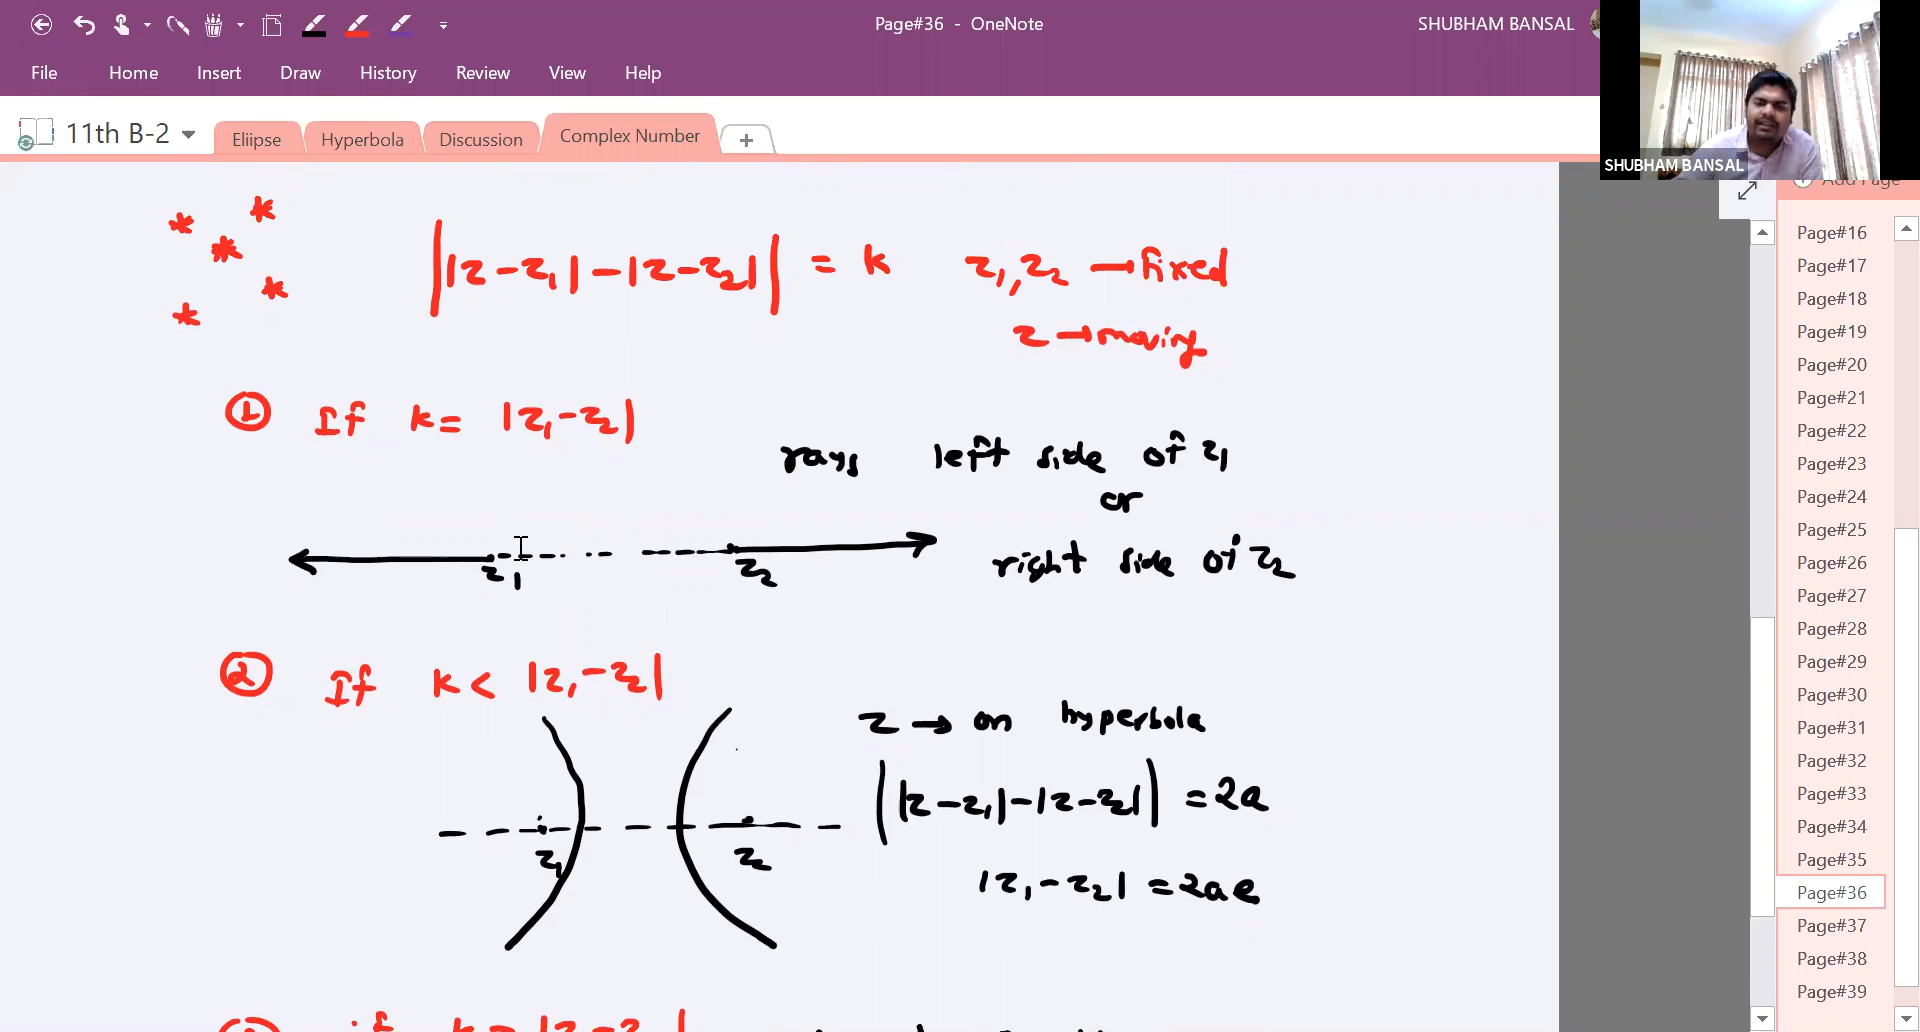 Page#36 - OneNote
SHUBHAM BANSAL
File Home Insert Draw History Review View Help
11th B-2
Eliipse Hyperbola Discussion Complex Number +
SHUBHAM BANSAL
Add Page
||z-z₁|-|z-z₂|| = k z₁,z₂ → fixed
z → moving
① If k = |z₁-z₂|
rays left side of z₁
or
right side of z₂
z₁ z₂
② If k < |z₁-z₂|
z → on hyperbola
||z-z₁|-|z-z₂|| = 2a
z₁ z₂
|z₁-z₂| = 2ae
Page#16
Page#17
Page#18
Page#19
Page#20
Page#21
Page#22
Page#23
Page#24
Page#25
Page#26
Page#27
Page#28
Page#29
Page#30
Page#31
Page#32
Page#33
Page#34
Page#35
Page#36
Page#37
Page#38
Page#39